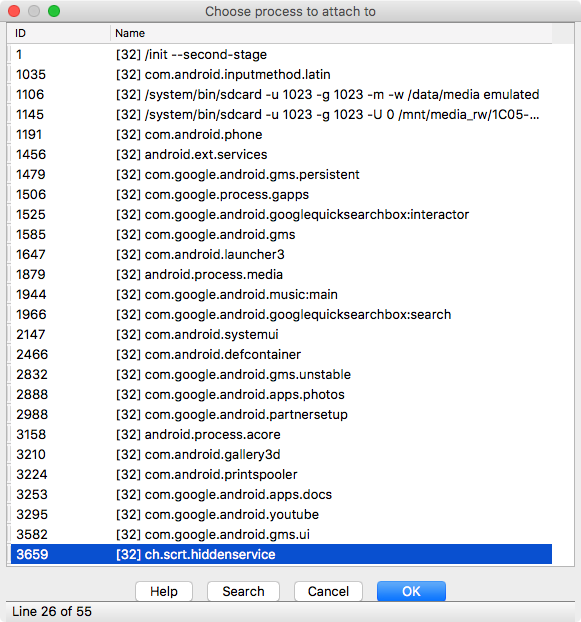 Choose process to attach to
ID Name
1 [32] /init --second-stage
1035 [32] com.android.inputmethod.latin
1106 [32] /system/bin/sdcard -u 1023 -g 1023 -m -w /data/media emulated
1145 [32] /system/bin/sdcard -u 1023 -g 1023 -U 0 /mnt/media_rw/1C05-...
1191 [32] com.android.phone
1456 [32] android.ext.services
1479 [32] com.google.android.gms.persistent
1506 [32] com.google.process.gapps
1525 [32] com.google.android.googlequicksearchbox:interactor
1585 [32] com.google.android.gms
1647 [32] com.android.launcher3
1879 [32] android.process.media
1944 [32] com.google.android.music:main
1966 [32] com.google.android.googlequicksearchbox:search
2147 [32] com.android.systemui
2466 [32] com.android.defcontainer
2832 [32] com.google.android.gms.unstable
2888 [32] com.google.android.apps.photos
2988 [32] com.google.android.partnersetup
3158 [32] android.process.acore
3210 [32] com.android.gallery3d
3224 [32] com.android.printspooler
3253 [32] com.google.android.apps.docs
3295 [32] com.google.android.youtube
3582 [32] com.google.android.gms.ui
3659 [32] ch.scrt.hiddenservice
Help Search Cancel OK
Line 26 of 55